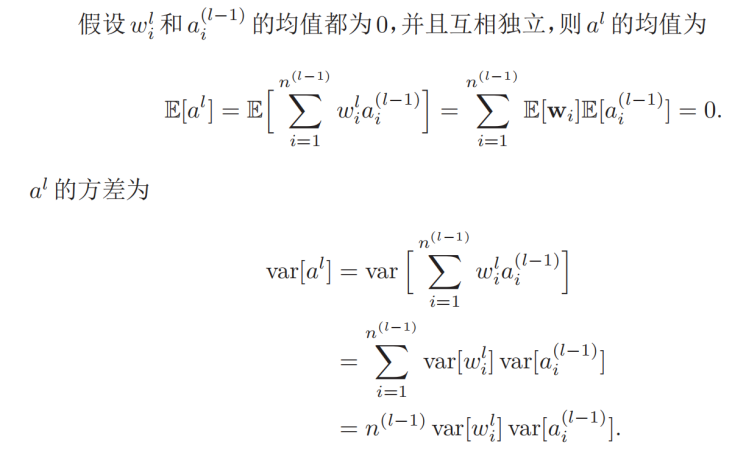 假设 $w_i^l$ 和 $a_i^{(l-1)}$ 的均值都为0,并且互相独立,则 $a^l$ 的均值为
$\mathbb{E}[a^l] = \mathbb{E}\Big[\sum_{i=1}^{n^{(l-1)}} w_i^l a_i^{(l-1)}\Big] = \sum_{i=1}^{n^{(l-1)}} \mathbb{E}[\mathbf{w}_i]\mathbb{E}[a_i^{(l-1)}] = 0.$
$a^l$ 的方差为
$\mathrm{var}[a^l] = \mathrm{var}\Big[\sum_{i=1}^{n^{(l-1)}} w_i^l a_i^{(l-1)}\Big]$
$= \sum_{i=1}^{n^{(l-1)}} \mathrm{var}[w_i^l]\,\mathrm{var}[a_i^{(l-1)}]$
$= n^{(l-1)}\,\mathrm{var}[w_i^l]\,\mathrm{var}[a_i^{(l-1)}].$